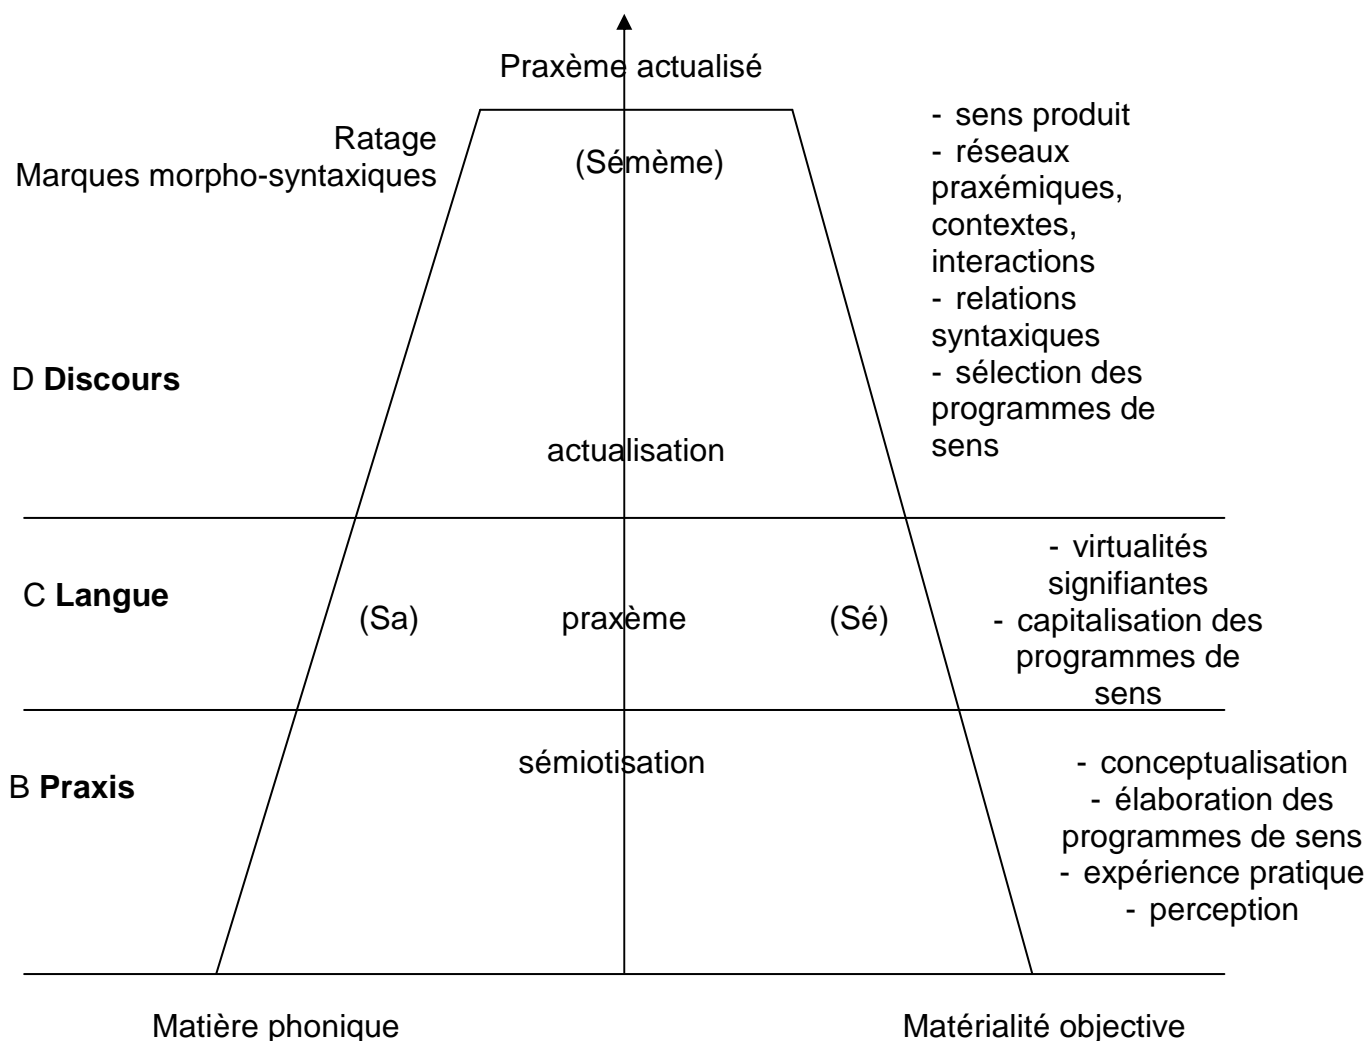 Praxème actualisé
Ratage
Marques morpho-syntaxiques
(Sémème)
- sens produit
- réseaux
praxémiques,
contextes,
interactions
- relations
syntaxiques
- sélection des
programmes de
sens
D Discours
actualisation
C Langue
(Sa)
praxème
(Sé)
- virtualités
signifiantes
- capitalisation des
programmes de
sens
sémiotisation
B Praxis
- conceptualisation
- élaboration des
programmes de sens
- expérience pratique
- perception
Matière phonique
Matérialité objective